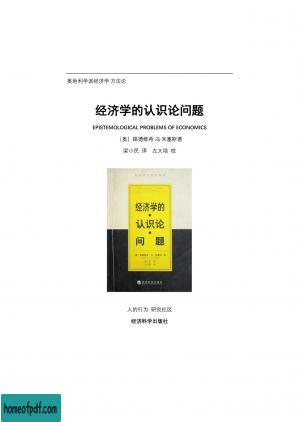 奥地利学派经济学 方法论
经济学的认识论问题
EPISTEMOLOGICAL PROBLEMS OF ECONOMICS
[奥] 路德维希·冯·米塞斯著
梁小民 译 左大培 校
经济学的
认识论
问题
人的行为 研究社区
经济科学出版社
homeofpdf.com